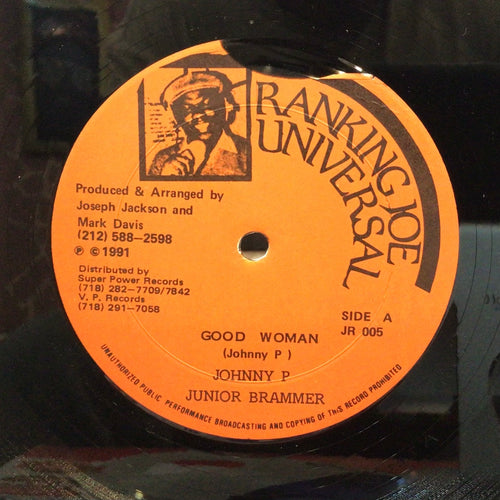 RANKING JOE
UNIVERSAL
Produced & Arranged by
Joseph Jackson and
Mark Davis
(212) 588—2598
℗ © 1991
Distributed by
Super Power Records
(718) 282—7709/7842
V. P. Records
(718) 291—7058
SIDE A
JR 005
GOOD WOMAN
(Johnny P )
JOHNNY P
JUNIOR BRAMMER
UNAUTHORIZED PUBLIC PERFORMANCE BROADCASTING AND COPYING OF THIS RECORD PROHIBITED